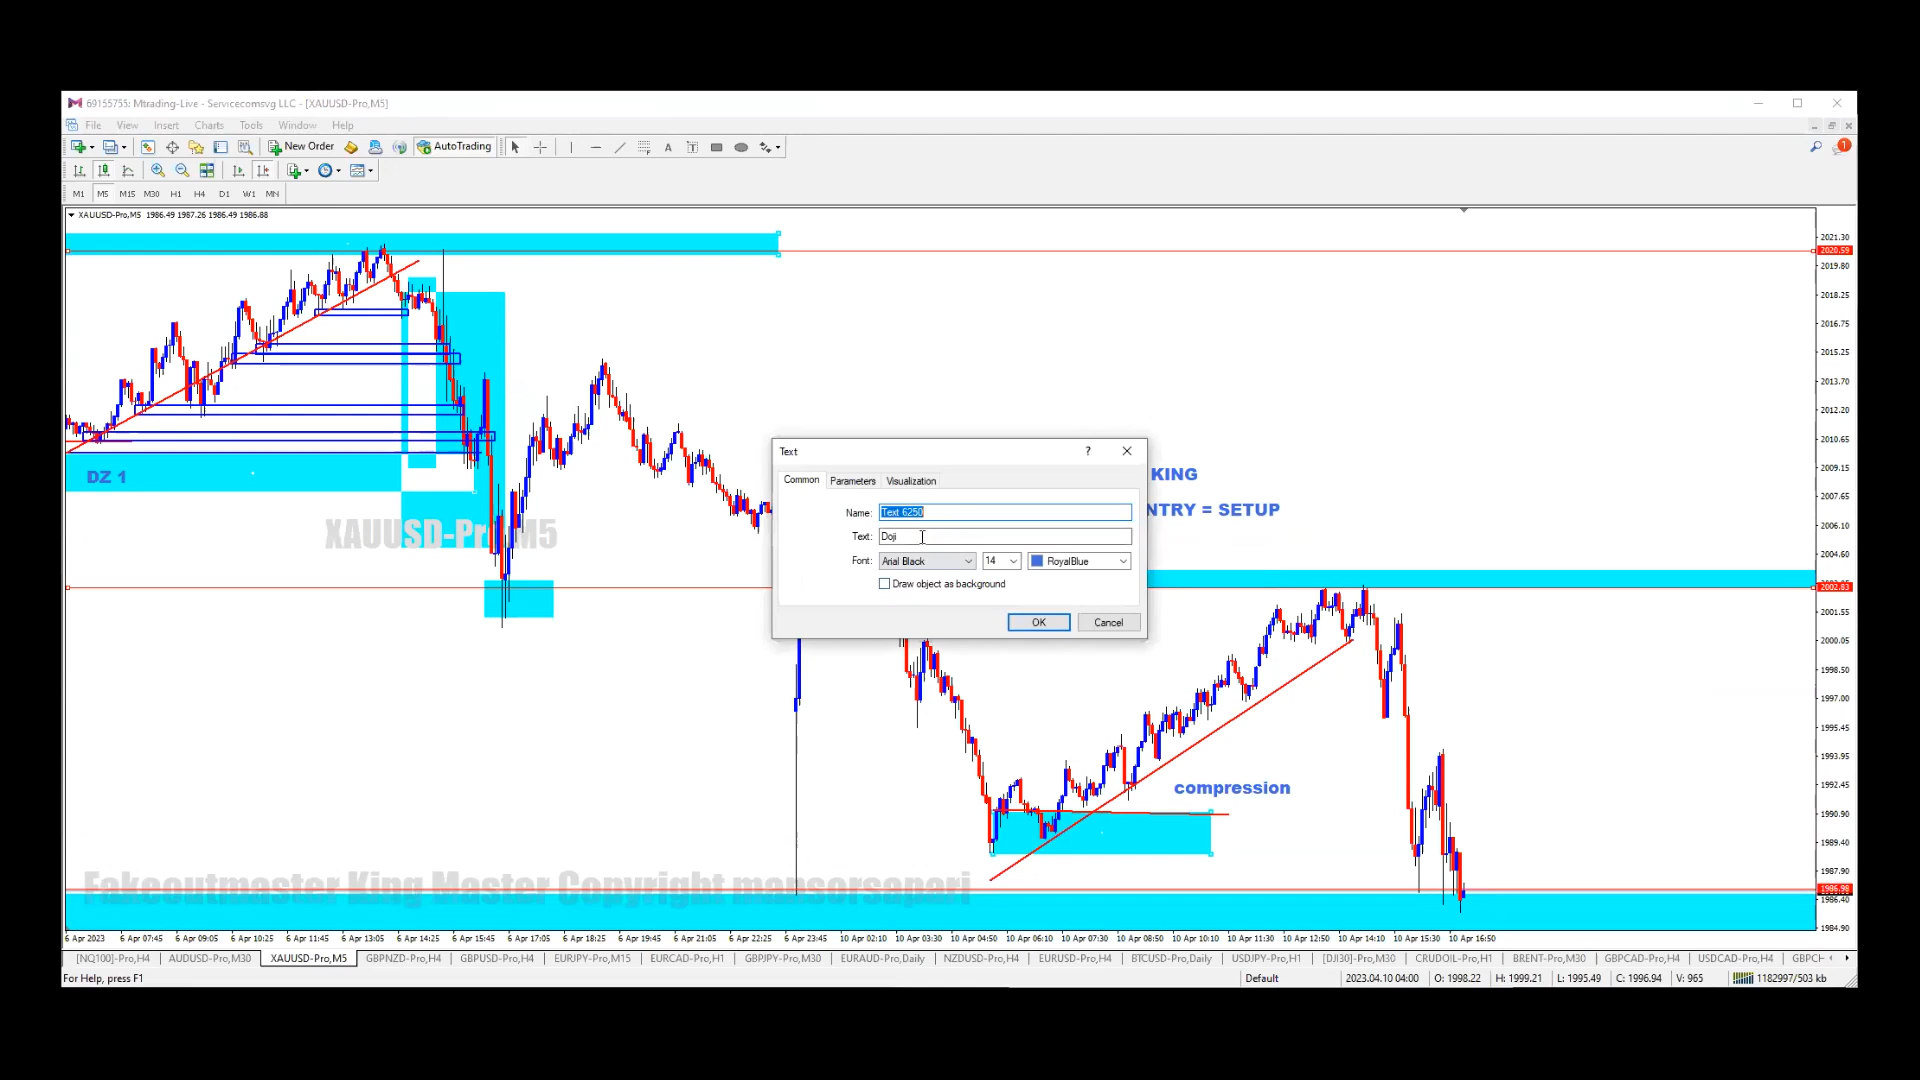 69155755: Mtrading-Live - Servicecomsvg LLC - [XAUUSD-Pro,M5]
File View Insert Charts Tools Window Help
New Order AutoTrading
1
M1 M5 M15 M30 H1 H4 D1 W1 MN
XAUUSD-Pro,M5 1986.49 1987.26 1986.49 1986.88
2021.30
2020.59
2019.80
2018.25
2016.75
2015.25
2013.70
2012.20
2010.65
2009.15
2007.65
2006.10
2004.60
2002.83
2001.55
2000.05
1998.50
1997.00
1995.45
1993.95
1992.45
1990.90
1989.40
1987.90
1986.98
1986.40
1984.90
DZ 1
XAUUSD-Pr M5
Text
Common Parameters Visualization
Name: Text 6250
Text: Doji
Font: Arial Black 14 RoyalBlue
Draw object as background
OK Cancel
KING
NTRY = SETUP
compression
Fakeoutmaster King Master Copyright mansorsapari
6 Apr 2023 6 Apr 07:45 6 Apr 09:05 6 Apr 10:25 6 Apr 11:45 6 Apr 13:05 6 Apr 14:25 6 Apr 15:45 6 Apr 17:05 6 Apr 18:25 6 Apr 19:45 6 Apr 21:05 6 Apr 22:25 6 Apr 23:45 10 Apr 02:10 10 Apr 03:30 10 Apr 04:50 10 Apr 06:10 10 Apr 07:30 10 Apr 08:50 10 Apr 10:10 10 Apr 11:30 10 Apr 12:50 10 Apr 14:10 10 Apr 15:30 10 Apr 16:50
[NQ100]-Pro,H4 AUDUSD-Pro,M30 XAUUSD-Pro,M5 GBPNZD-Pro,H4 GBPUSD-Pro,H4 EURJPY-Pro,M15 EURCAD-Pro,H1 GBPJPY-Pro,M30 EURAUD-Pro,Daily NZDUSD-Pro,H4 EURUSD-Pro,H4 BTCUSD-Pro,Daily USDJPY-Pro,H1 [DJI30]-Pro,M30 CRUDOIL-Pro,H1 BRENT-Pro,M30 GBPCAD-Pro,H4 USDCAD-Pro,H4 GBPCH
For Help, press F1 Default 2023.04.10 04:00 O: 1998.22 H: 1999.21 L: 1995.49 C: 1996.94 V: 965 1182997/503 kb